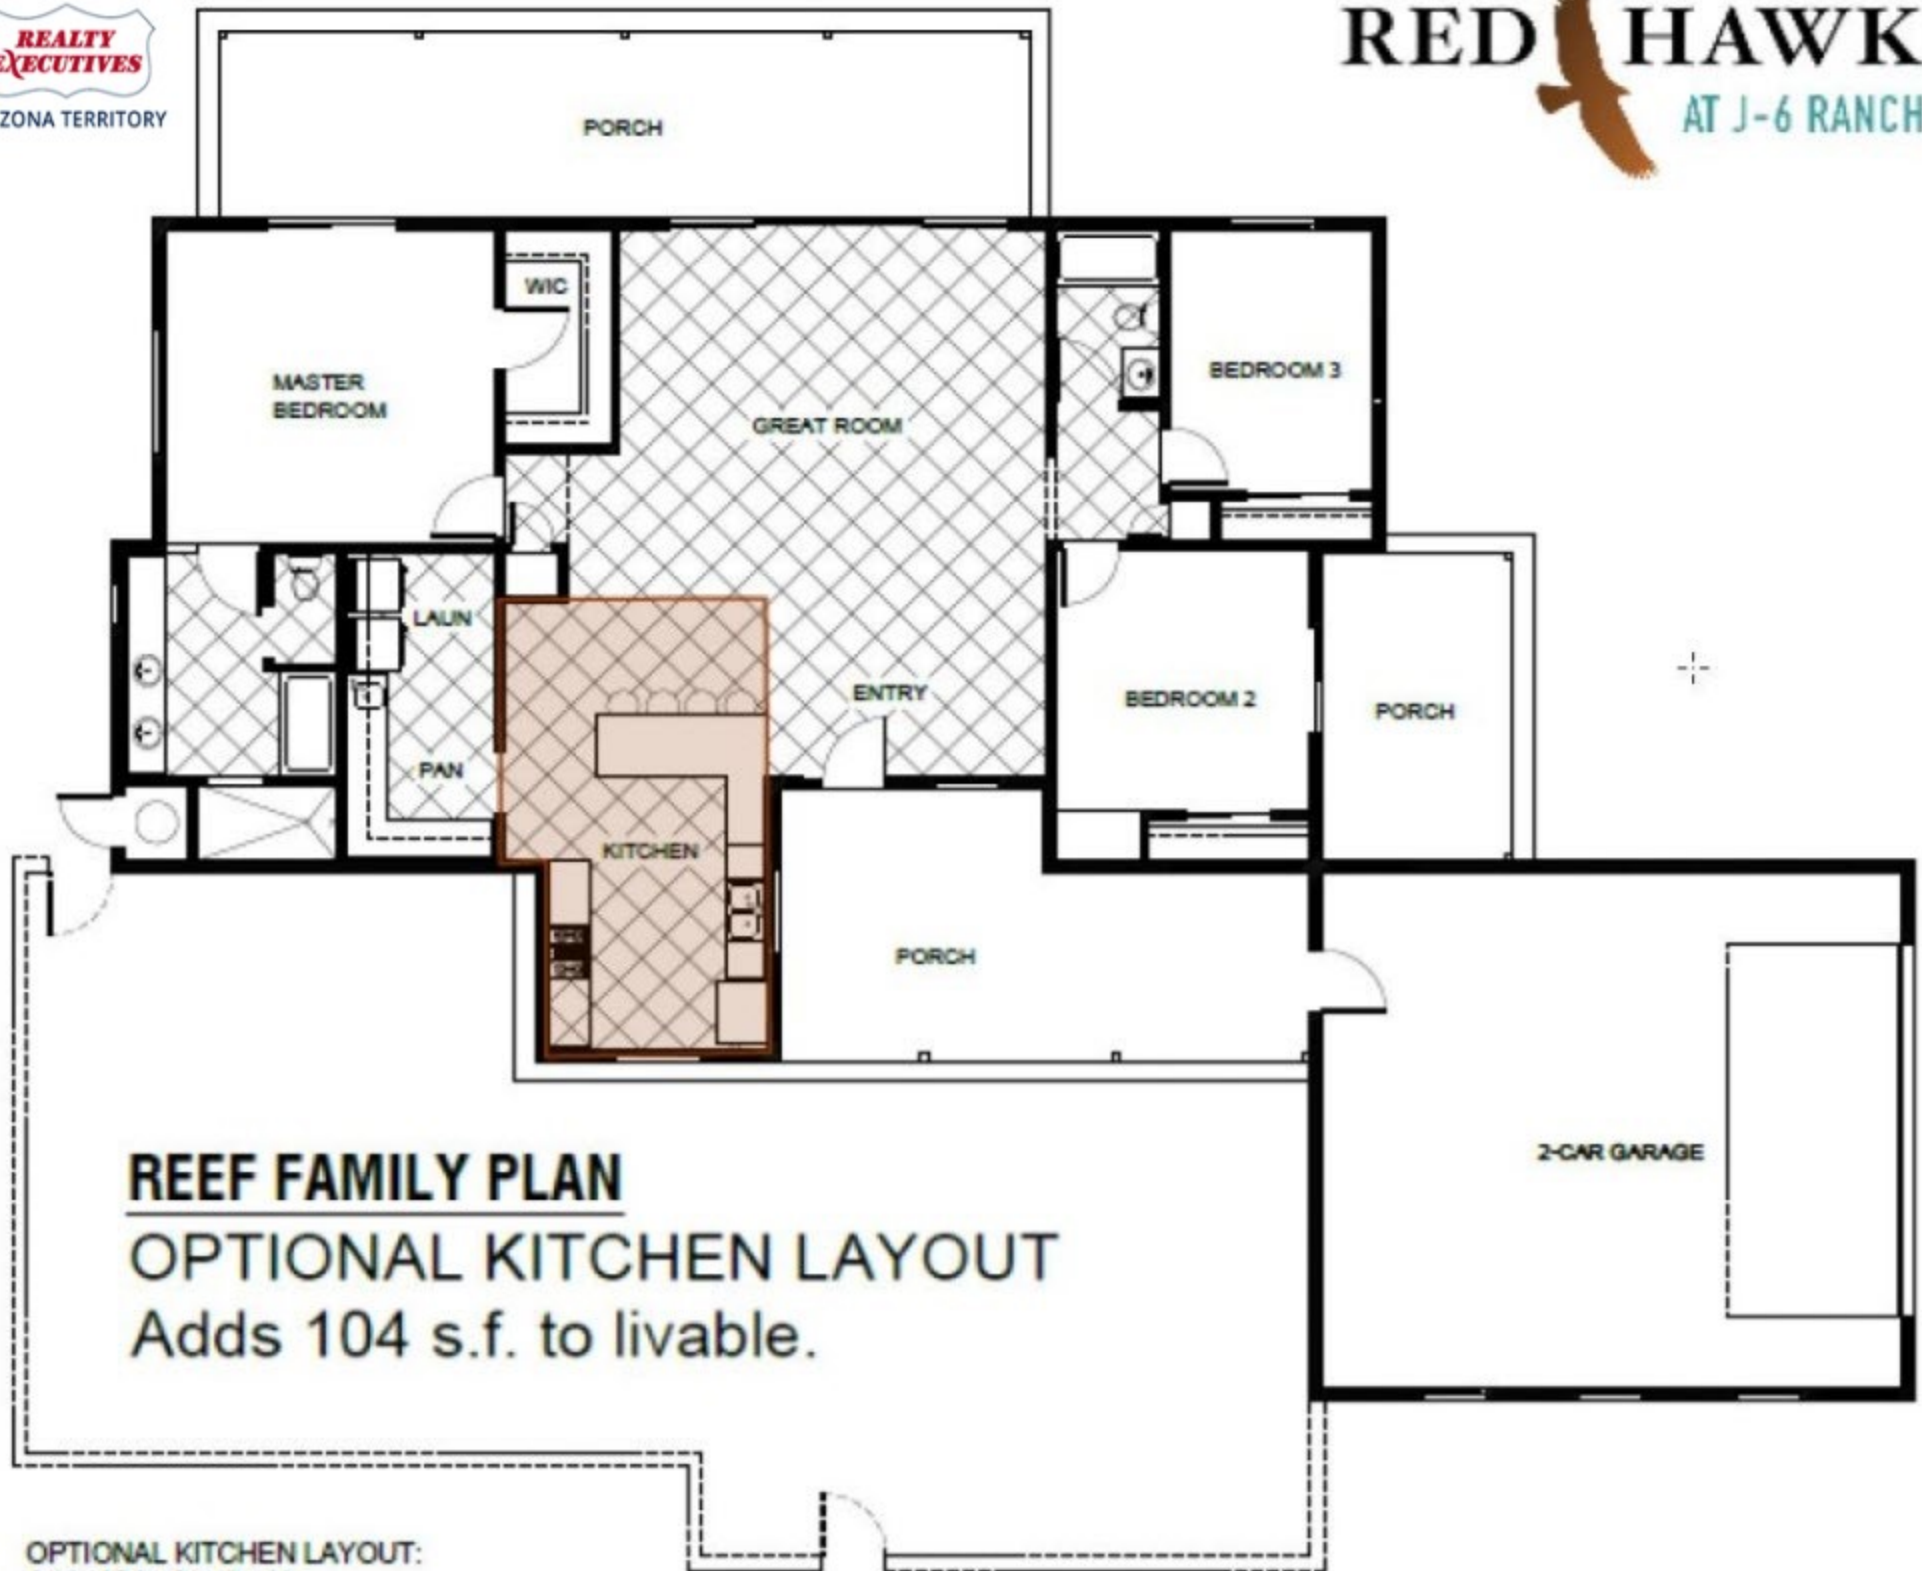 REALTY
EXECUTIVES
ZONA TERRITORY
RED HAWK
AT J-6 RANCH
PORCH
WIC
MASTER
BEDROOM
GREAT ROOM
BEDROOM 3
LAUN
ENTRY
BEDROOM 2
PORCH
PAN
KITCHEN
PORCH
2-CAR GARAGE
REEF FAMILY PLAN
OPTIONAL KITCHEN LAYOUT
Adds 104 s.f. to livable.
OPTIONAL KITCHEN LAYOUT: